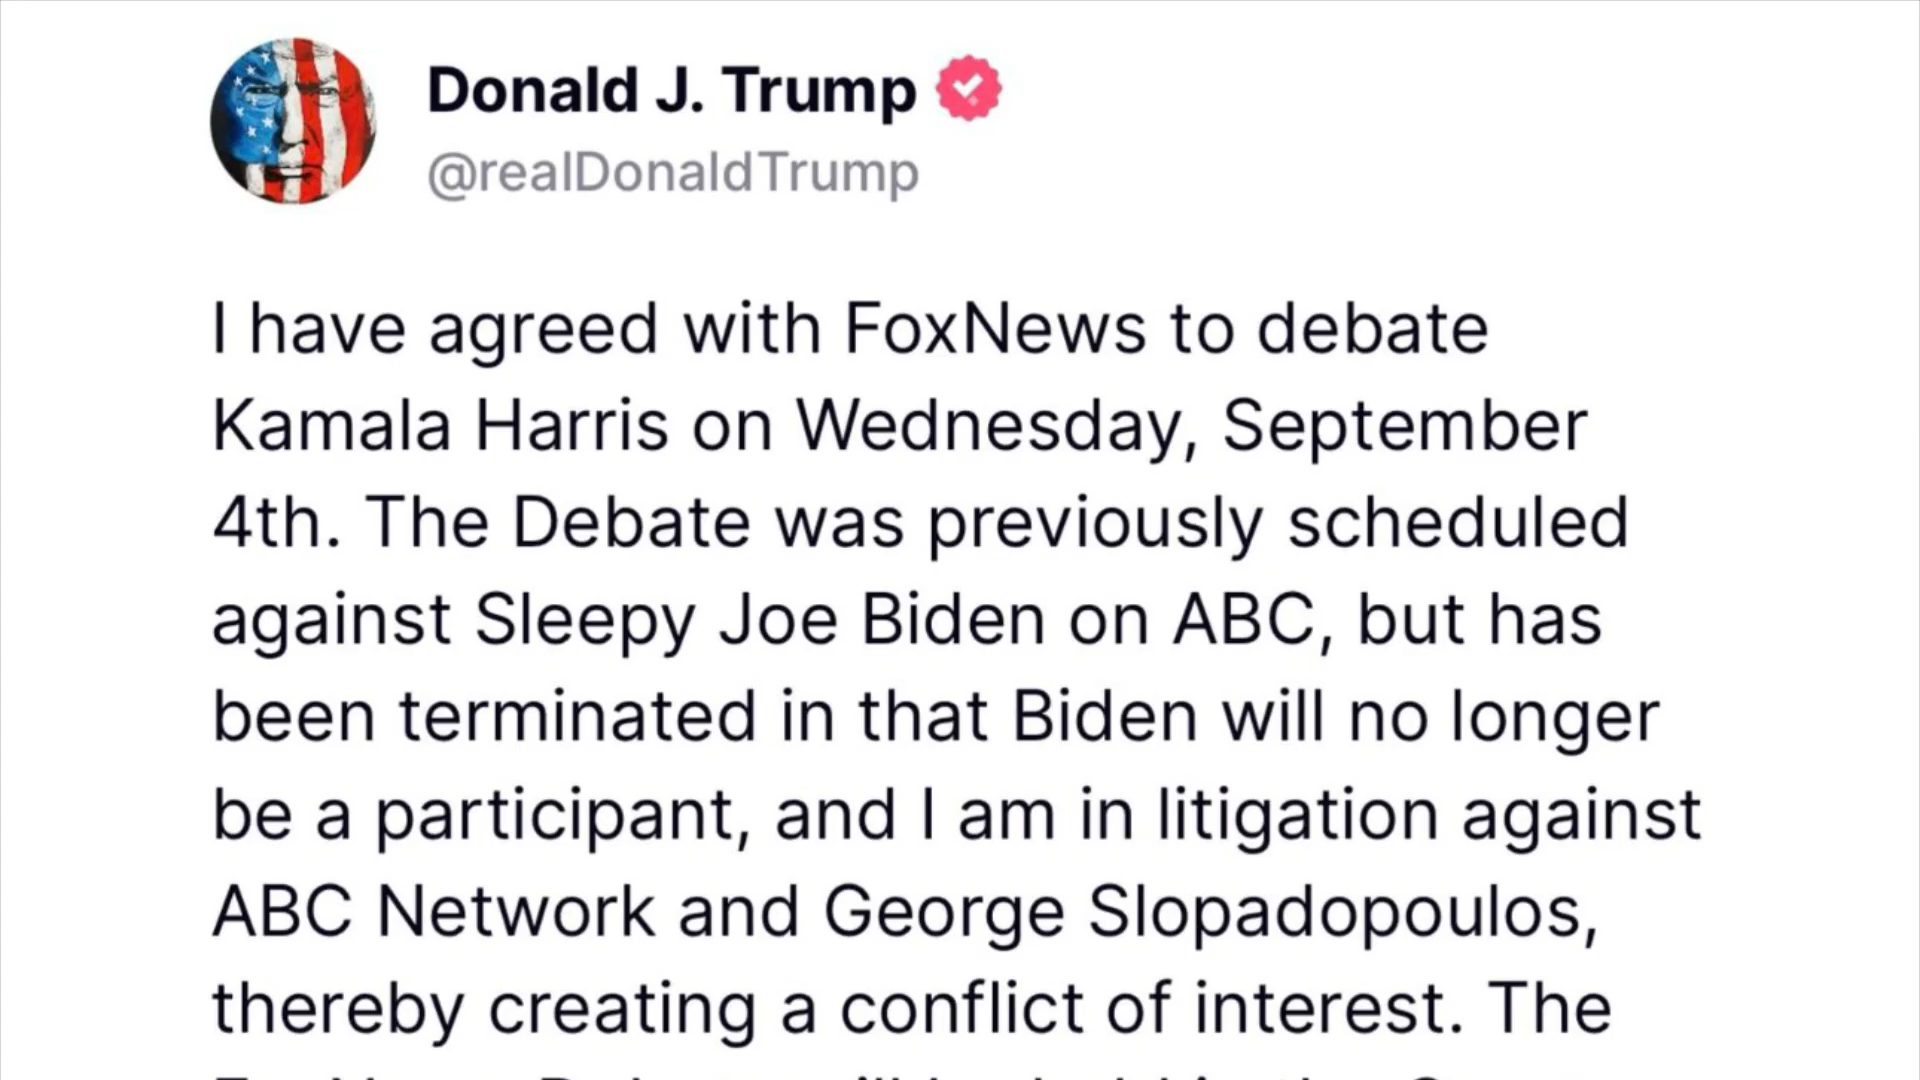 Donald J. Trump
@realDonaldTrump
I have agreed with FoxNews to debate
Kamala Harris on Wednesday, September
4th. The Debate was previously scheduled
against Sleepy Joe Biden on ABC, but has
been terminated in that Biden will no longer
be a participant, and I am in litigation against
ABC Network and George Slopadopoulos,
thereby creating a conflict of interest. The